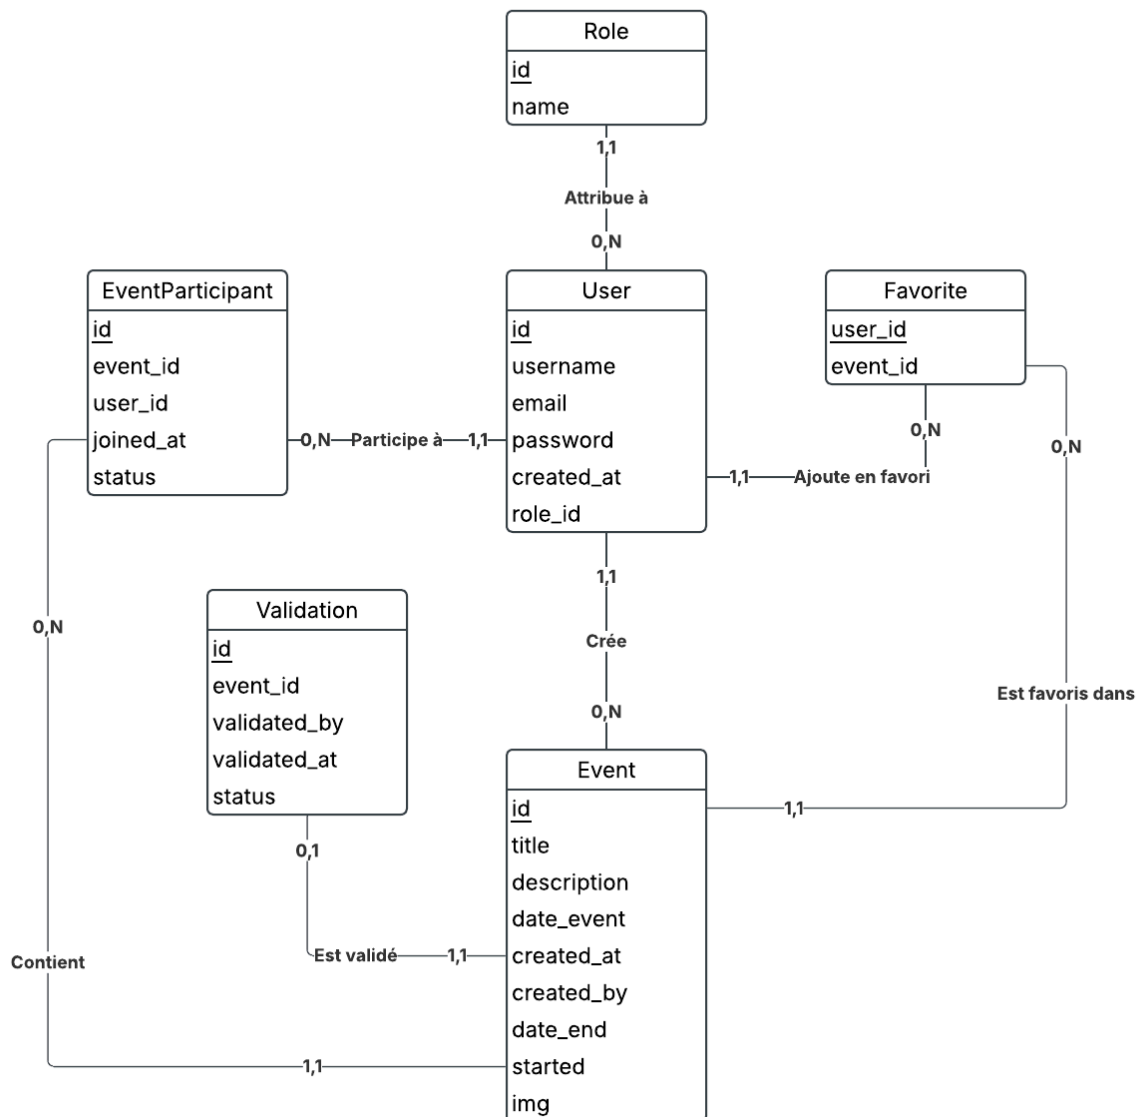 Role
id
name
1,1
Attribue à
0,N
EventParticipant
id
event_id
user_id
joined_at
status
User
id
username
email
password
created_at
role_id
Favorite
user_id
event_id
0,N
Participe à
1,1
0,N
1,1
Ajoute en favori
0,N
1,1
Crée
0,N
Validation
id
event_id
validated_by
validated_at
status
0,N
Est favoris dans
1,1
Event
id
title
description
date_event
created_at
created_by
date_end
started
img
0,1
Est validé
1,1
Contient
1,1